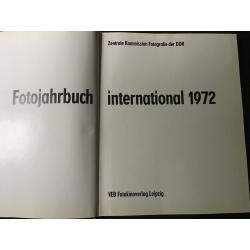 Zentrale Kommission Fotografie der DDR
Fotojahrbuch international 1972
VEB Fotokinoverlag Leipzig